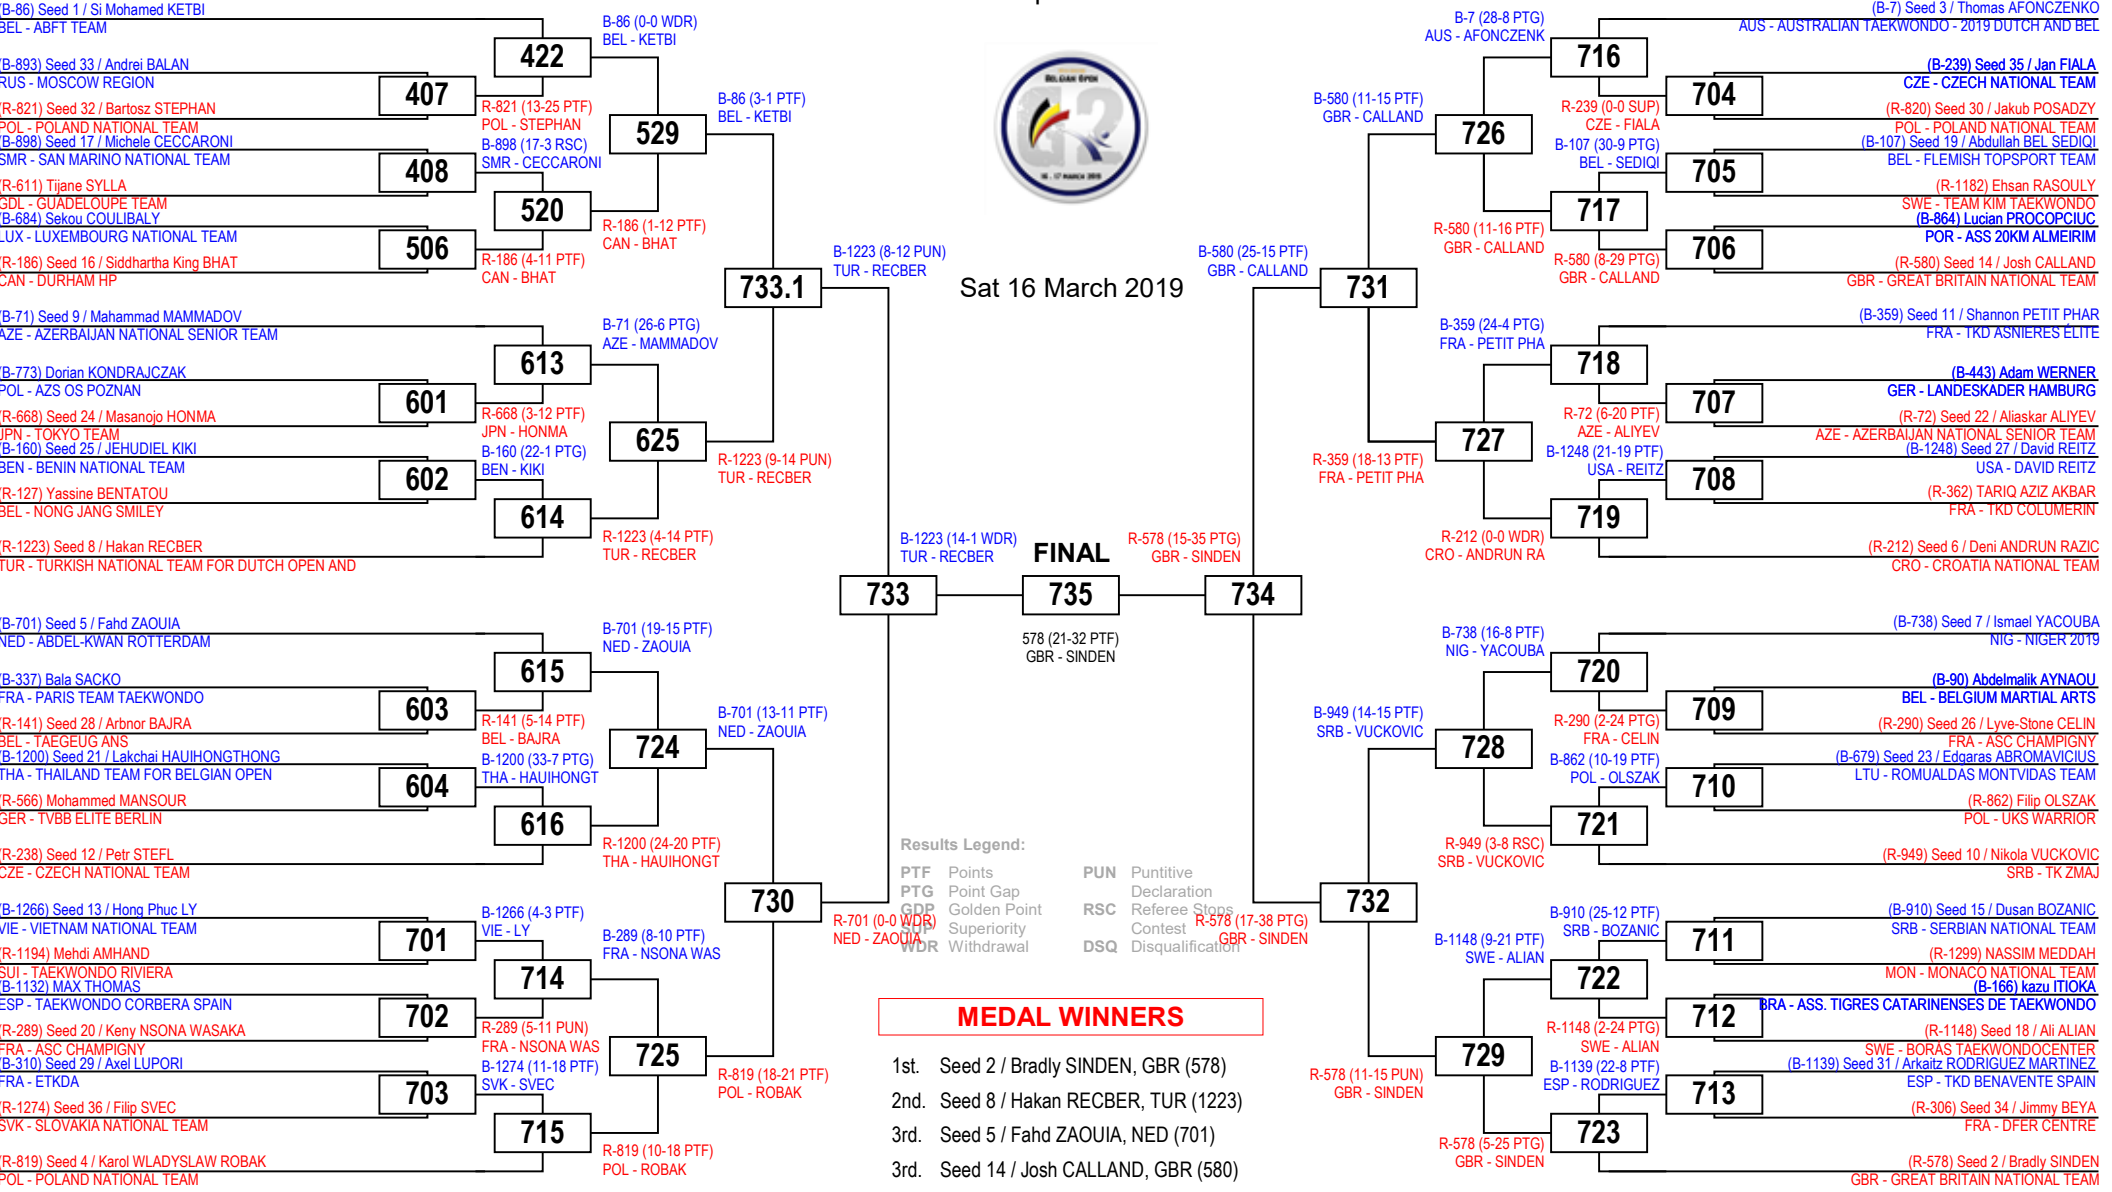 (B-86) Seed 1 / Si Mohamed KETBI
BEL - ABFT TEAM
(B-893) Seed 33 / Andrei BALAN
RUS - MOSCOW REGION
(R-821) Seed 32 / Bartosz STEPHAN
POL - POLAND NATIONAL TEAM
(B-898) Seed 17 / Michele CECCARONI
SMR - SAN MARINO NATIONAL TEAM
(R-611) Tijane SYLLA
GDL - GUADELOUPE TEAM
(B-684) Sekou COULIBALY
LUX - LUXEMBOURG NATIONAL TEAM
(R-186) Seed 16 / Siddhartha King BHAT
CAN - DURHAM HP
(B-71) Seed 9 / Mahammad MAMMADOV
AZE - AZERBAIJAN NATIONAL SENIOR TEAM
(B-773) Dorian KONDRAJCZAK
POL - AZS OS POZNAN
(R-668) Seed 24 / Masanojo HONMA
JPN - TOKYO TEAM
(B-160) Seed 25 / JEHUDIEL KIKI
BEN - BENIN NATIONAL TEAM
(R-127) Yassine BENTATOU
BEL - NONG JANG SMILEY
(R-1223) Seed 8 / Hakan RECBER
TUR - TURKISH NATIONAL TEAM FOR DUTCH OPEN AND
(B-701) Seed 5 / Fahd ZAOUIA
NED - ABDEL-KWAN ROTTERDAM
(B-337) Bala SACKO
FRA - PARIS TEAM TAEKWONDO
(R-141) Seed 28 / Arbnor BAJRA
BEL - TAEGEUG ANS
(B-1200) Seed 21 / Lakchai HAUIHONGTHONG
THA - THAILAND TEAM FOR BELGIAN OPEN
(R-566) Mohammed MANSOUR
GER - TVBB ELITE BERLIN
(R-238) Seed 12 / Petr STEFL
CZE - CZECH NATIONAL TEAM
(B-1266) Seed 13 / Hong Phuc LY
VIE - VIETNAM NATIONAL TEAM
(R-1194) Mehdi AMHAND
SUI - TAEKWONDO RIVIERA
(B-1132) MAX THOMAS
ESP - TAEKWONDO CORBERA SPAIN
(R-289) Seed 20 / Keny NSONA WASAKA
FRA - ASC CHAMPIGNY
(B-310) Seed 29 / Axel LUPORI
FRA - ETKDA
(R-1274) Seed 36 / Filip SVEC
SVK - SLOVAKIA NATIONAL TEAM
(R-819) Seed 4 / Karol WLADYSLAW ROBAK
POL - POLAND NATIONAL TEAM
407
408
506
601
602
603
604
701
702
703
422
R-821 (13-25 PTF)
POL - STEPHAN
B-898 (17-3 RSC)
SMR - CECCARONI
520
R-186 (4-11 PTF)
CAN - BHAT
613
R-668 (3-12 PTF)
JPN - HONMA
B-160 (22-1 PTG)
BEN - KIKI
614
615
R-141 (5-14 PTF)
BEL - BAJRA
B-1200 (33-7 PTG)
THA - HAUIHONGT
616
B-1266 (4-3 PTF)
VIE - LY
714
R-289 (5-11 PUN)
FRA - NSONA WAS
B-1274 (11-18 PTF)
SVK - SVEC
715
B-86 (0-0 WDR)
BEL - KETBI
529
R-186 (1-12 PTF)
CAN - BHAT
B-71 (26-6 PTG)
AZE - MAMMADOV
625
R-1223 (4-14 PTF)
TUR - RECBER
B-701 (19-15 PTF)
NED - ZAOUIA
724
R-1200 (24-20 PTF)
THA - HAUIHONGT
B-289 (8-10 PTF)
FRA - NSONA WAS
725
R-819 (10-18 PTF)
POL - ROBAK
B-86 (3-1 PTF)
BEL - KETBI
733.1
R-1223 (9-14 PUN)
TUR - RECBER
B-701 (13-11 PTF)
NED - ZAOUIA
730
R-819 (18-21 PTF)
POL - ROBAK
B-1223 (8-12 PUN)
TUR - RECBER
733
R-701 (0-0 WDR)
NED - ZAOUIA
BELGIAN OPEN
G2
16 . 17 MARCH 2019
Sat 16 March 2019
B-1223 (14-1 WDR)
TUR - RECBER
FINAL
R-578 (15-35 PTG)
GBR - SINDEN
735
578 (21-32 PTF)
GBR - SINDEN
Results Legend:
PTF Points
PTG Point Gap
GDP Golden Point
SUP Superiority
WDR Withdrawal
PUN Puntitive
Declaration
RSC Referee Stops
Contest
DSQ Disqualification
MEDAL WINNERS
1st. Seed 2 / Bradly SINDEN, GBR (578)
2nd. Seed 8 / Hakan RECBER, TUR (1223)
3rd. Seed 5 / Fahd ZAOUIA, NED (701)
3rd. Seed 14 / Josh CALLAND, GBR (580)
B-580 (25-15 PTF)
GBR - CALLAND
734
R-578 (17-38 PTG)
GBR - SINDEN
B-580 (11-15 PTF)
GBR - CALLAND
731
R-359 (18-13 PTF)
FRA - PETIT PHA
B-949 (14-15 PTF)
SRB - VUCKOVIC
732
R-578 (11-15 PUN)
GBR - SINDEN
B-7 (28-8 PTG)
AUS - AFONCZENK
726
R-580 (11-16 PTF)
GBR - CALLAND
B-359 (24-4 PTG)
FRA - PETIT PHA
727
R-212 (0-0 WDR)
CRO - ANDRUN RA
B-738 (16-8 PTF)
NIG - YACOUBA
728
R-949 (3-8 RSC)
SRB - VUCKOVIC
B-1148 (9-21 PTF)
SWE - ALIAN
729
R-578 (5-25 PTG)
GBR - SINDEN
716
R-239 (0-0 SUP)
CZE - FIALA
B-107 (30-9 PTG)
BEL - SEDIQI
717
R-580 (8-29 PTG)
GBR - CALLAND
718
R-72 (6-20 PTF)
AZE - ALIYEV
B-1248 (21-19 PTF)
USA - REITZ
719
720
R-290 (2-24 PTG)
FRA - CELIN
B-862 (10-19 PTF)
POL - OLSZAK
721
B-910 (25-12 PTF)
SRB - BOZANIC
722
R-1148 (2-24 PTG)
SWE - ALIAN
B-1139 (22-8 PTF)
ESP - RODRIGUEZ
723
704
705
706
707
708
709
710
711
712
713
(B-7) Seed 3 / Thomas AFONCZENKO
AUS - AUSTRALIAN TAEKWONDO - 2019 DUTCH AND BEL
(B-239) Seed 35 / Jan FIALA
CZE - CZECH NATIONAL TEAM
(R-820) Seed 30 / Jakub POSADZY
POL - POLAND NATIONAL TEAM
(B-107) Seed 19 / Abdullah BEL SEDIQI
BEL - FLEMISH TOPSPORT TEAM
(R-1182) Ehsan RASOULY
SWE - TEAM KIM TAEKWONDO
(B-864) Lucian PROCOPCIUC
POR - ASS 20KM ALMEIRIM
(R-580) Seed 14 / Josh CALLAND
GBR - GREAT BRITAIN NATIONAL TEAM
(B-359) Seed 11 / Shannon PETIT PHAR
FRA - TKD ASNIERES ÉLITE
(B-443) Adam WERNER
GER - LANDESKADER HAMBURG
(R-72) Seed 22 / Aliaskar ALIYEV
AZE - AZERBAIJAN NATIONAL SENIOR TEAM
(B-1248) Seed 27 / David REITZ
USA - DAVID REITZ
(R-362) TARIQ AZIZ AKBAR
FRA - TKD COLUMERIN
(R-212) Seed 6 / Deni ANDRUN RAZIC
CRO - CROATIA NATIONAL TEAM
(B-738) Seed 7 / Ismael YACOUBA
NIG - NIGER 2019
(B-90) Abdelmalik AYNAOU
BEL - BELGIUM MARTIAL ARTS
(R-290) Seed 26 / Lyve-Stone CELIN
FRA - ASC CHAMPIGNY
(B-679) Seed 23 / Edgaras ABROMAVICIUS
LTU - ROMUALDAS MONTVIDAS TEAM
(R-862) Filip OLSZAK
POL - UKS WARRIOR
(R-949) Seed 10 / Nikola VUCKOVIC
SRB - TK ZMAJ
(B-910) Seed 15 / Dusan BOZANIC
SRB - SERBIAN NATIONAL TEAM
(R-1299) NASSIM MEDDAH
MON - MONACO NATIONAL TEAM
(B-166) kazu ITIOKA
BRA - ASS. TIGRES CATARINENSES DE TAEKWONDO
(R-1148) Seed 18 / Ali ALIAN
SWE - BORÅS TAEKWONDOCENTER
(B-1139) Seed 31 / Arkaitz RODRIGUEZ MARTINEZ
ESP - TKD BENAVENTE SPAIN
(R-306) Seed 34 / Jimmy BEYA
FRA - DFER CENTRE
(R-578) Seed 2 / Bradly SINDEN
GBR - GREAT BRITAIN NATIONAL TEAM